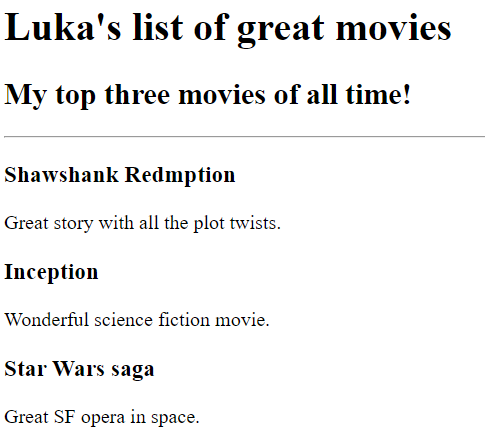 Luka's list of great movies
My top three movies of all time!
Shawshank Redmption
Great story with all the plot twists.
Inception
Wonderful science fiction movie.
Star Wars saga
Great SF opera in space.